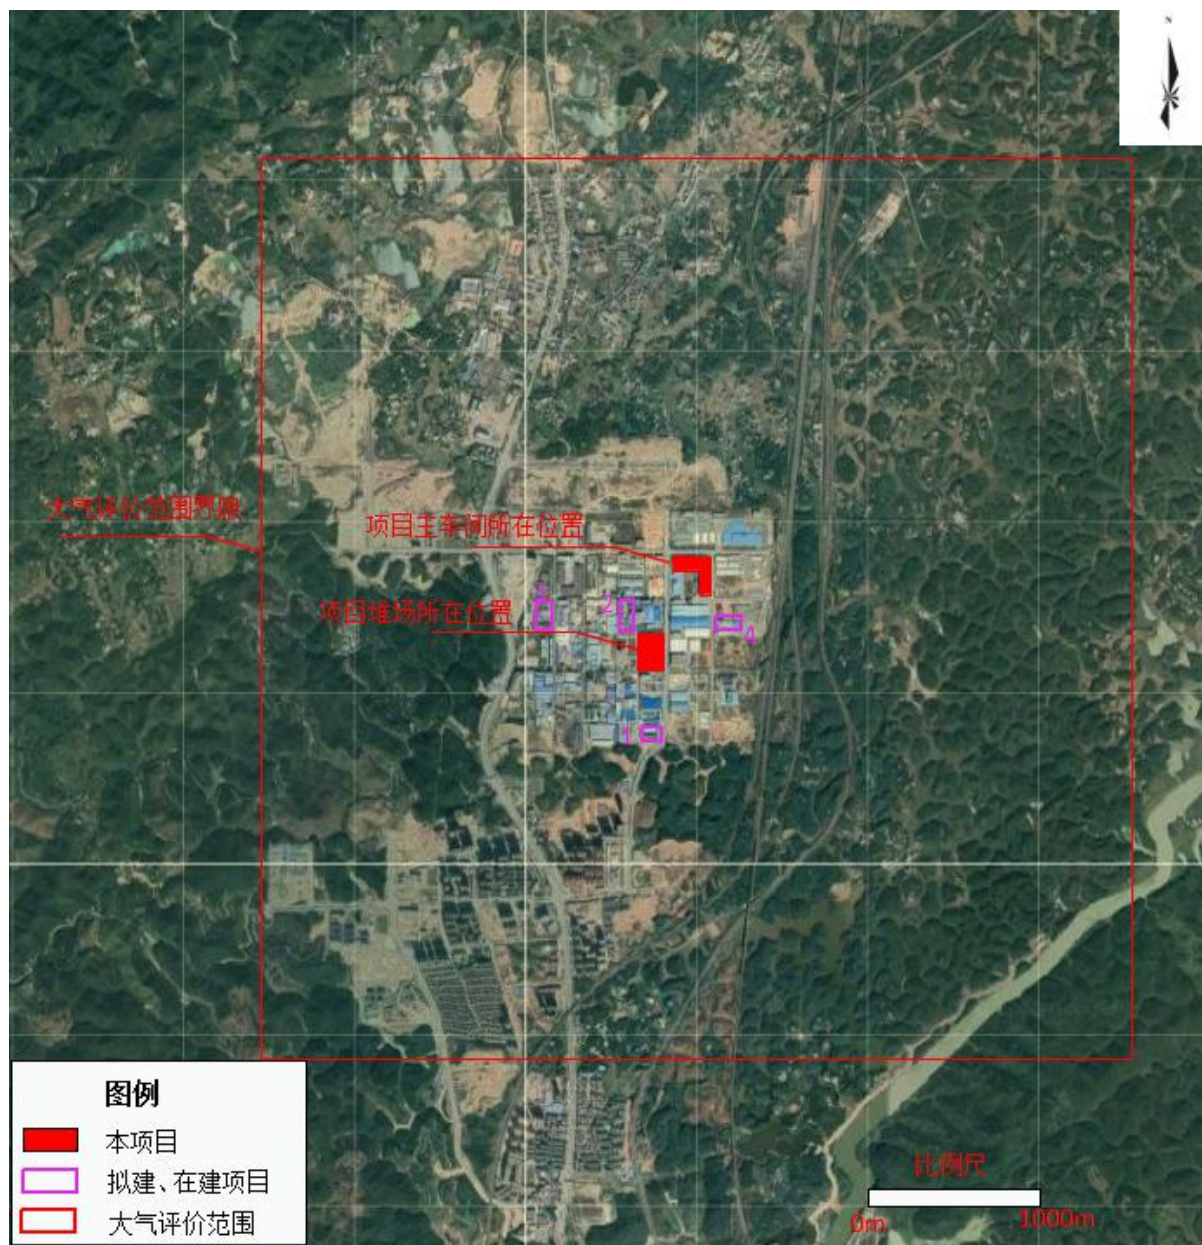 N
大气评价范围界限
项目主车间所在位置
3
2
项目堆场所在位置
4
1
图例
本项目
拟建、在建项目
大气评价范围
比例尺
0m
1000m